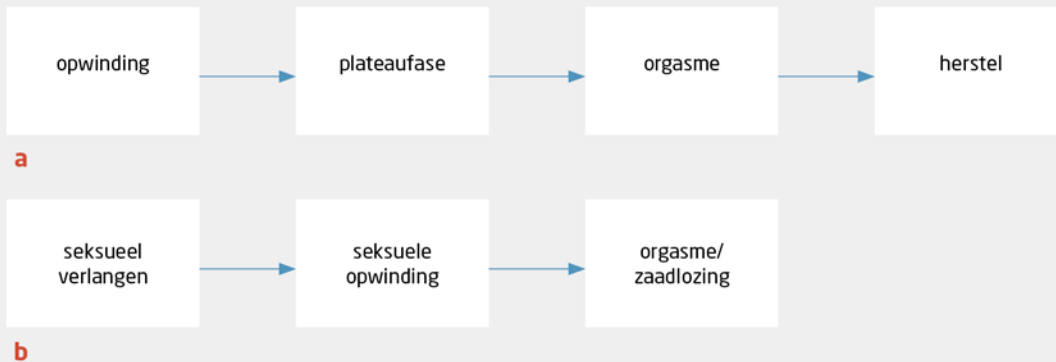 opwinding
plateaufase
orgasme
herstel
a
seksueel
verlangen
seksuele
opwinding
orgasme/
zaadlozing
b